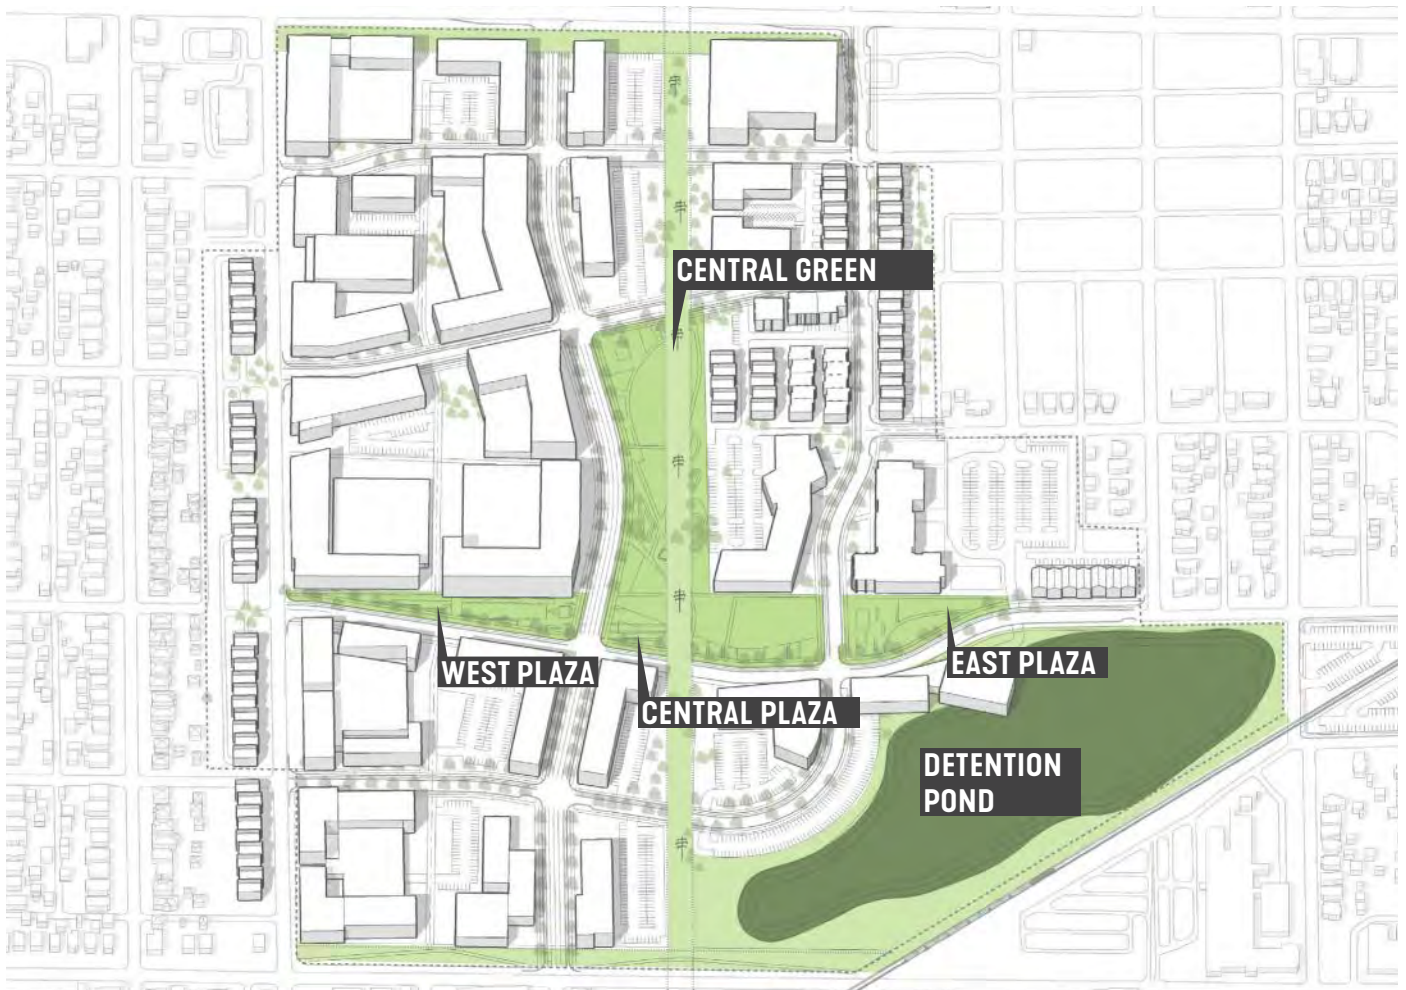 CENTRAL GREEN
WEST PLAZA
EAST PLAZA
CENTRAL PLAZA
DETENTION
POND